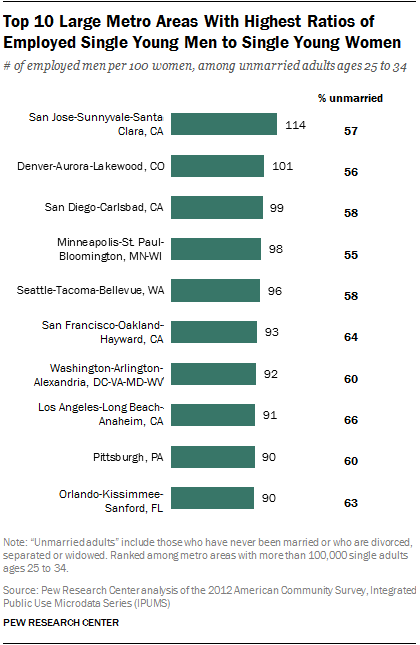 Top 10 Large Metro Areas With Highest Ratios of
Employed Single Young Men to Single Young Women
# of employed men per 100 women, among unmarried adults ages 25 to 34
% unmarried
San Jose-Sunnyvale-Santa
Clara, CA
114
57
Denver-Aurora-Lakewood, CO
101
56
San Diego-Carlsbad, CA
99
58
Minneapolis-St. Paul-
Bloomington, MN-WI
98
55
Seattle-Tacoma-Bellevue, WA
96
58
San Francisco-Oakland-
Hayward, CA
93
64
Washington-Arlington-
Alexandria, DC-VA-MD-WV
92
60
Los Angeles-Long Beach-
Anaheim, CA
91
66
Pittsburgh, PA
90
60
Orlando-Kissimmee-
Sanford, FL
90
63
Note: “Unmarried adults” include those who have never been married or who are divorced,
separated or widowed. Ranked among metro areas with more than 100,000 single adults
ages 25 to 34.
Source: Pew Research Center analysis of the 2012 American Community Survey, Integrated
Public Use Microdata Series (IPUMS)
PEW RESEARCH CENTER